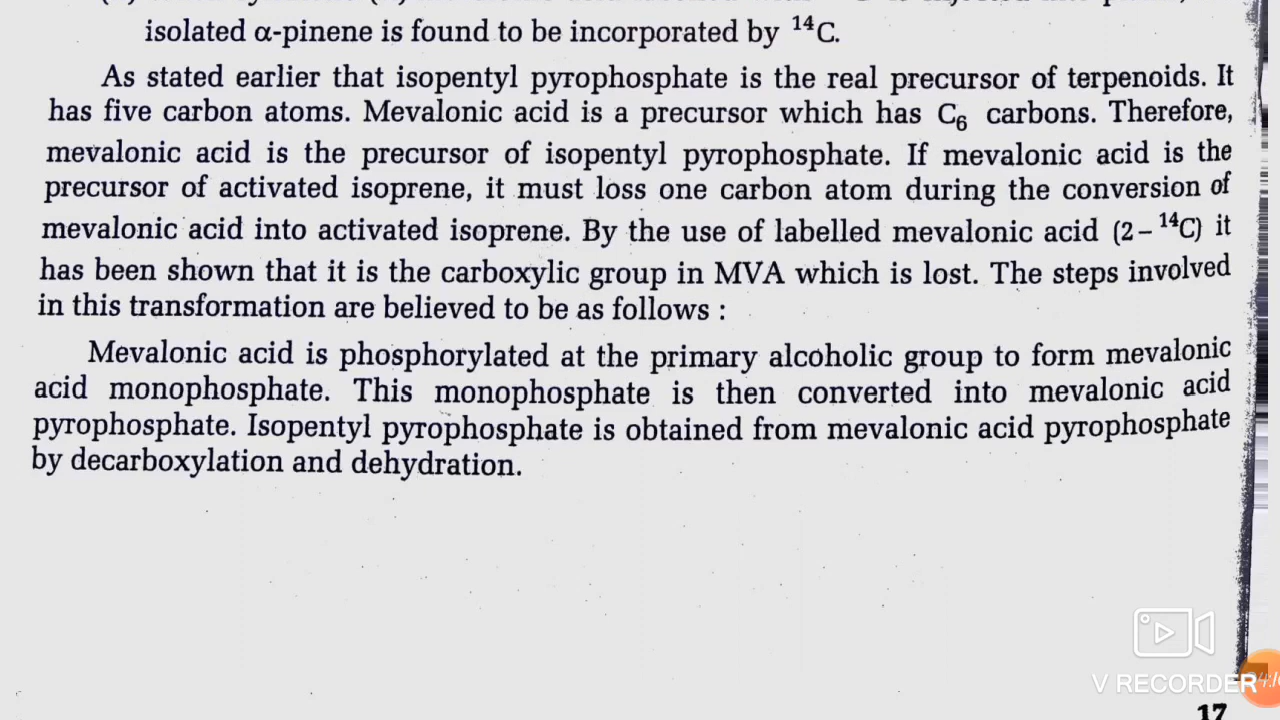 isolated α-pinene is found to be incorporated by ¹⁴C.
As stated earlier that isopentyl pyrophosphate is the real precursor of terpenoids. It
has five carbon atoms. Mevalonic acid is a precursor which has C₆ carbons. Therefore,
mevalonic acid is the precursor of isopentyl pyrophosphate. If mevalonic acid is the
precursor of activated isoprene, it must loss one carbon atom during the conversion of
mevalonic acid into activated isoprene. By the use of labelled mevalonic acid (2 – ¹⁴C) it
has been shown that it is the carboxylic group in MVA which is lost. The steps involved
in this transformation are believed to be as follows :
Mevalonic acid is phosphorylated at the primary alcoholic group to form mevalonic
acid monophosphate. This monophosphate is then converted into mevalonic acid
pyrophosphate. Isopentyl pyrophosphate is obtained from mevalonic acid pyrophosphate
by decarboxylation and dehydration.
V RECORDER
17